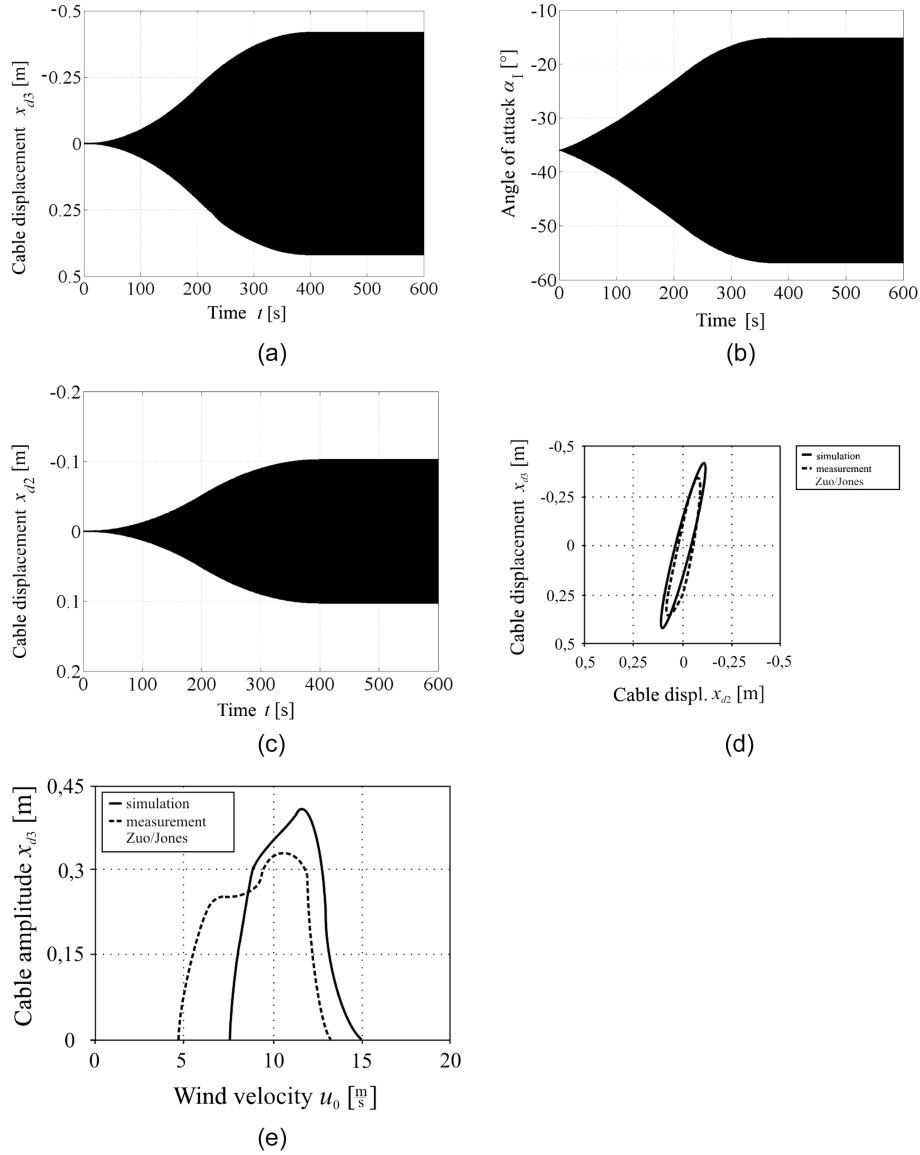 -0.5
-0.25
0
0.25
0.5
Cable displacement x_d3 [m]
0 100 200 300 400 500 600
Time t [s]
(a)
-10
-20
-30
-40
-50
-60
Angle of attack α_I [°]
0 100 200 300 400 500 600
Time [s]
(b)
-0.2
-0.1
0
0.1
0.2
Cable displacement x_d2 [m]
0 100 200 300 400 500 600
Time t [s]
(c)
-0,5
-0,25
0
0,25
0,5
Cable displacement x_d3 [m]
0,5 0,25 0 -0,25 -0,5
Cable displ. x_d2 [m]
simulation
measurement
Zuo/Jones
(d)
0,45
0,3
0,15
0
Cable amplitude x_d3 [m]
simulation
measurement
Zuo/Jones
0 5 10 15 20
Wind velocity u_0 [m/s]
(e)